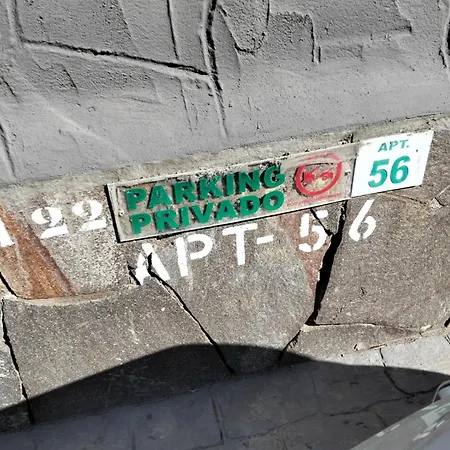 PARKING
PRIVADO
APT.
56
22
APT-56